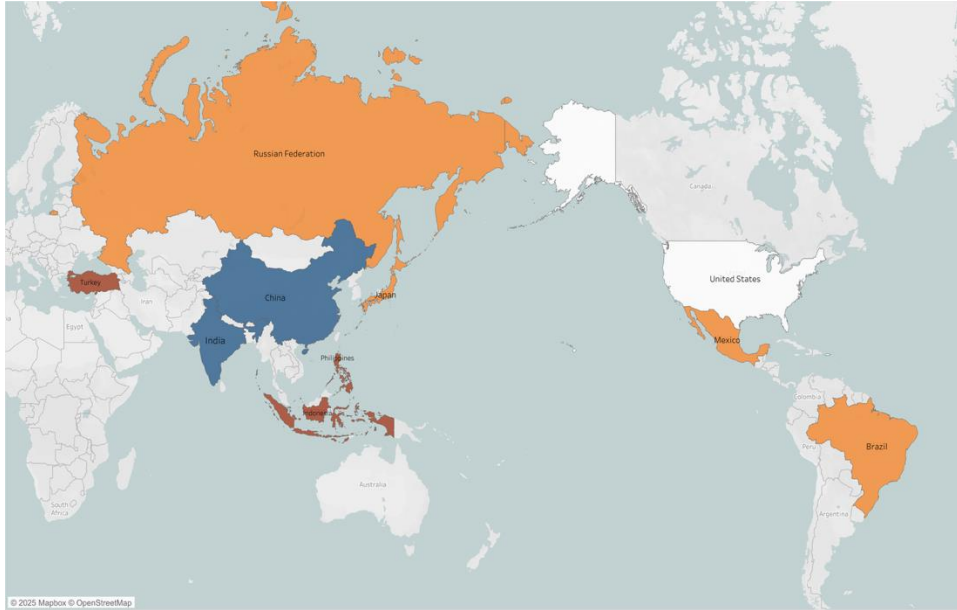 Russian Federation
Canada
Turkey
Iran
China
Japan
United States
Egypt
India
Mexico
Philippines
Indonesia
Colombia
Peru
Brazil
Australia
South
Africa
Argentina
© 2025 Mapbox © OpenStreetMap